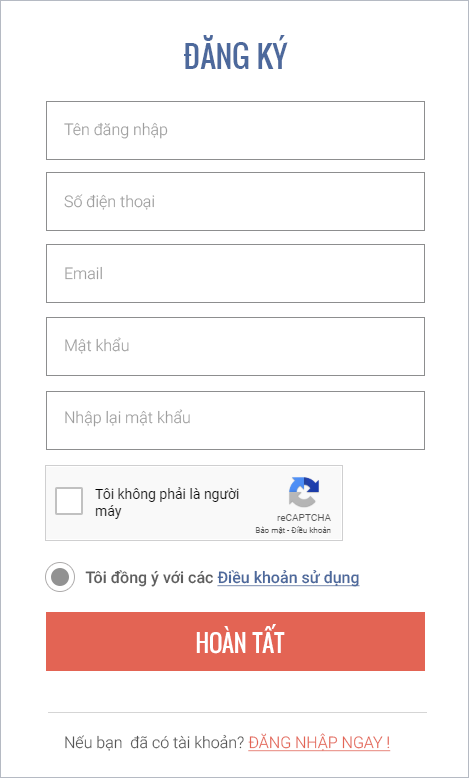 ĐĂNG KÝ
Tên đăng nhập
Số điện thoại
Email
Mật khẩu
Nhập lại mật khẩu
Tôi không phải là người
máy
reCAPTCHA
Bảo mật - Điều khoản
Tôi đồng ý với các Điều khoản sử dụng
HOÀN TẤT
Nếu bạn  đã có tài khoản? ĐĂNG NHẬP NGAY !